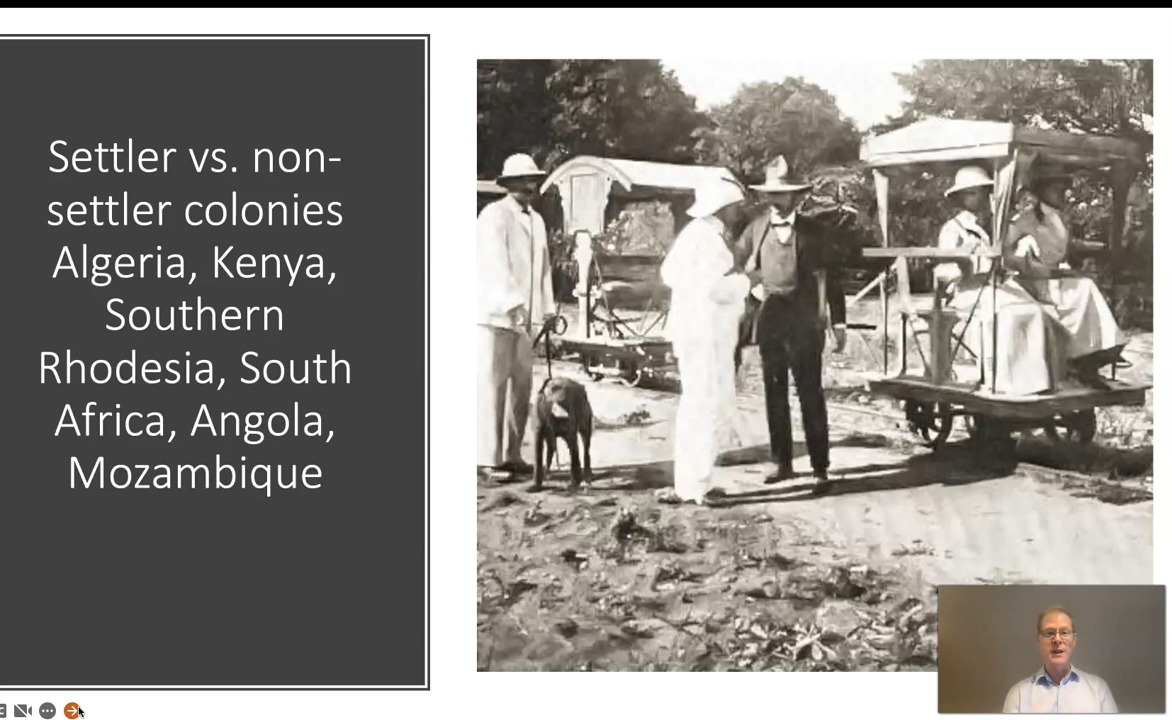 Settler vs. non-
settler colonies
Algeria, Kenya,
Southern
Rhodesia, South
Africa, Angola,
Mozambique